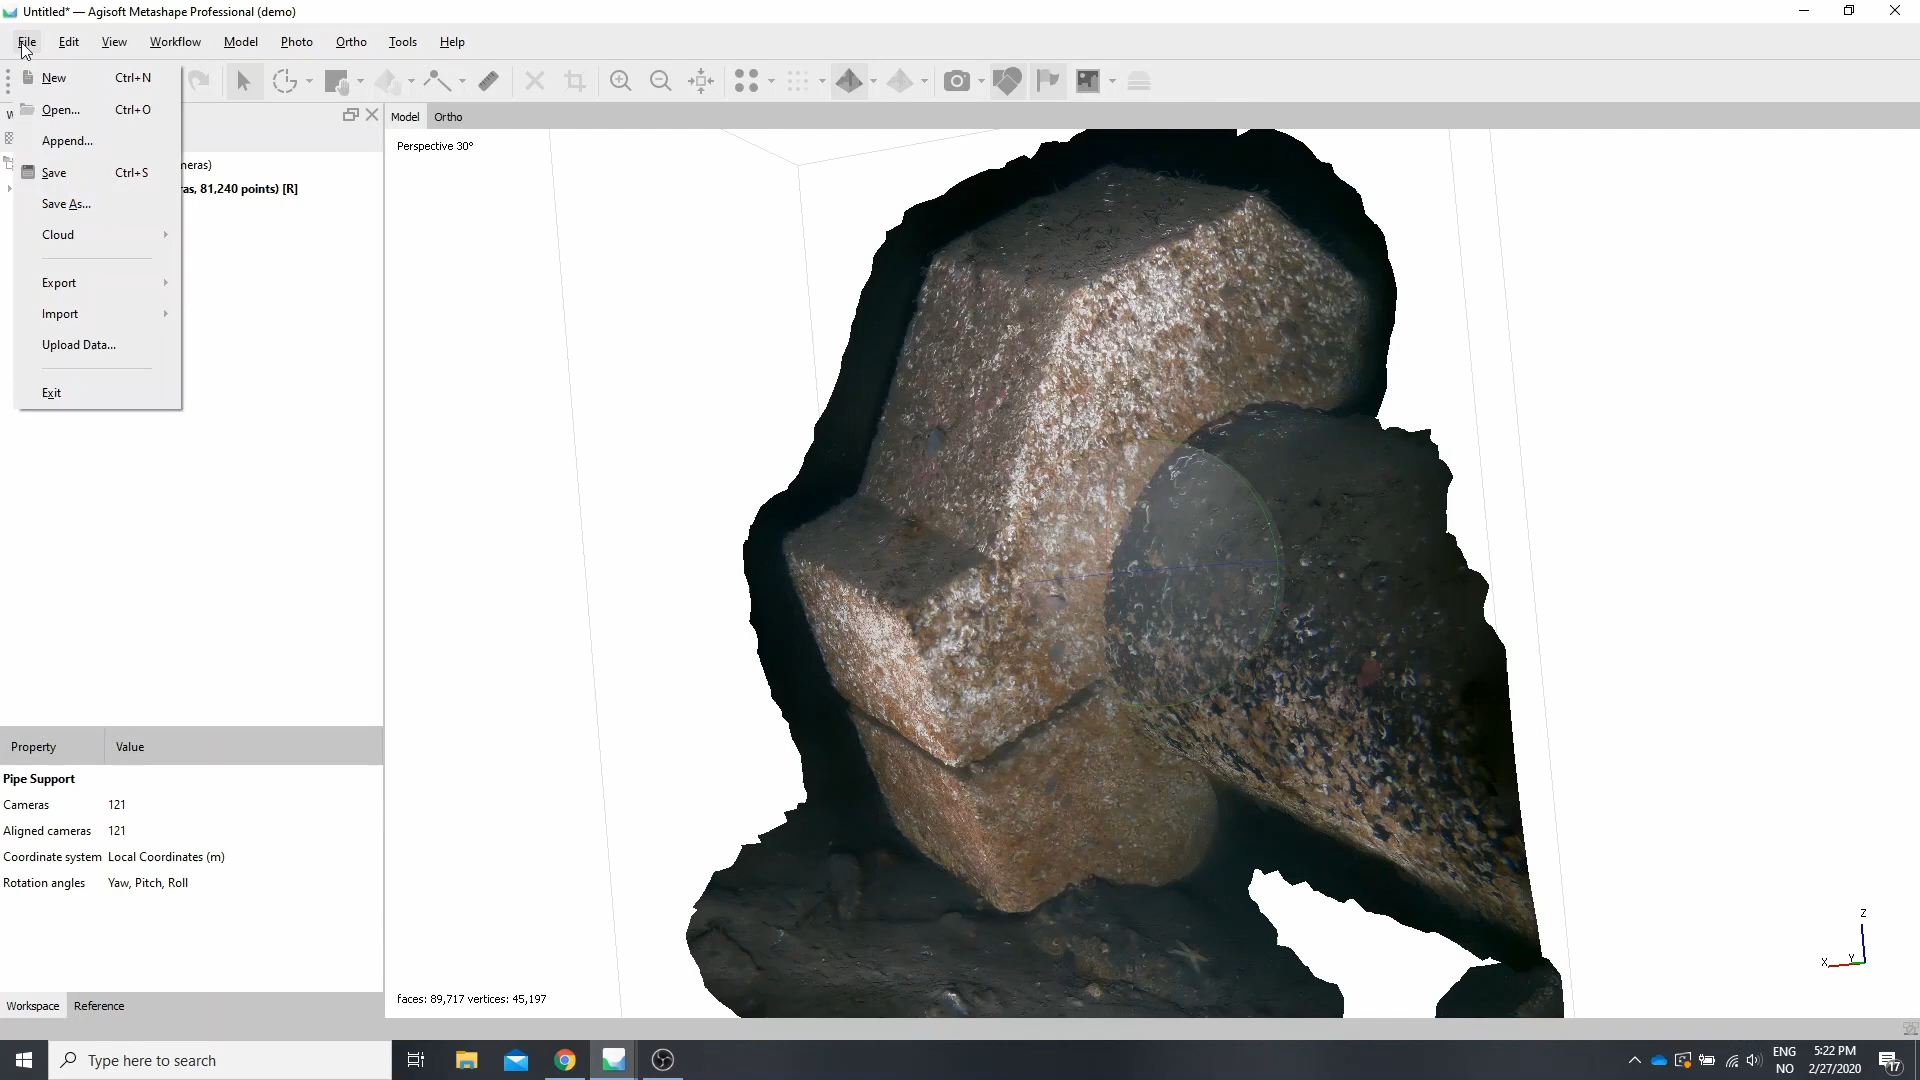 Untitled* — Agisoft Metashape Professional (demo)
File Edit View Workflow Model Photo Ortho Tools Help
New Ctrl+N
Open... Ctrl+O
Append...
Save Ctrl+S
Save As...
Cloud
Export
Import
Upload Data...
Exit
meras)
ras, 81,240 points) [R]
Model Ortho
Perspective 30°
Property Value
Pipe Support
Cameras 121
Aligned cameras 121
Coordinate system Local Coordinates (m)
Rotation angles Yaw, Pitch, Roll
faces: 89,717 vertices: 45,197
Z
X Y
Workspace Reference
Type here to search
ENG
NO
5:22 PM
2/27/2020
17